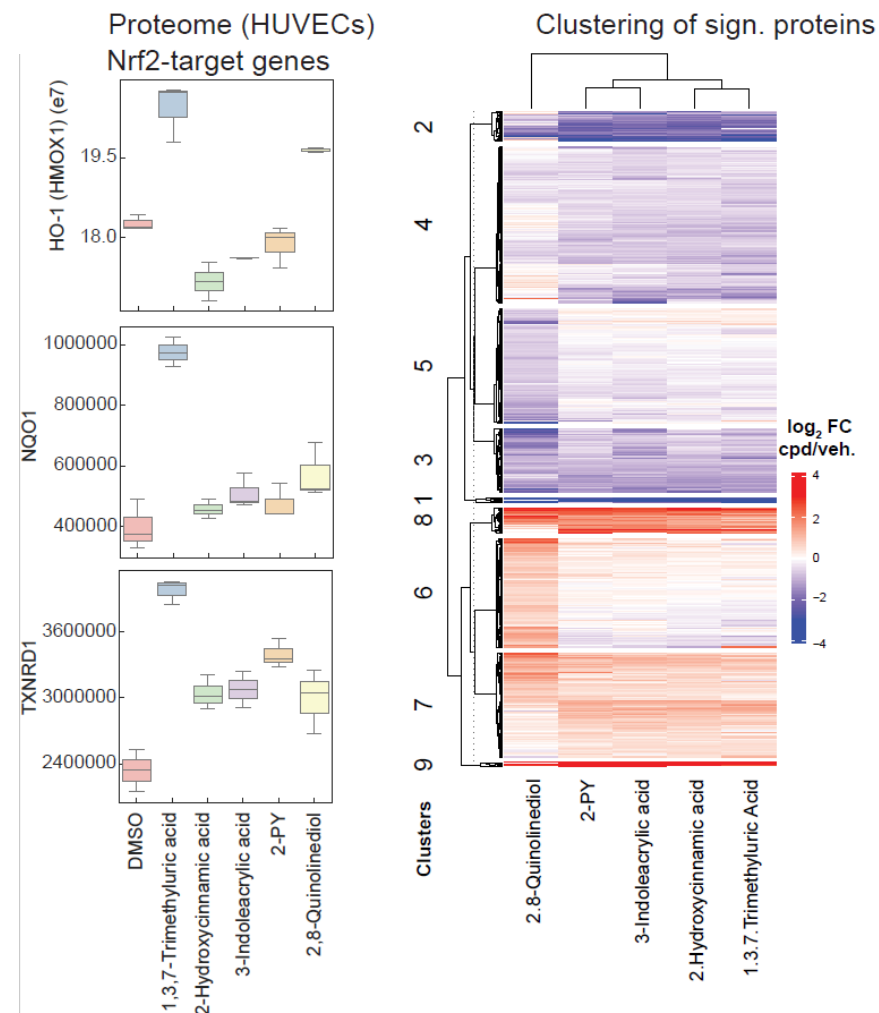 Proteome (HUVECs)
Nrf2-target genes
HO-1 (HMOX1) (e7)
19.5
18.0
NQO1
1000000
800000
600000
400000
TXNRD1
3600000
3000000
2400000
DMSO
1,3,7-Trimethyluric acid
2-Hydroxycinnamic acid
3-Indoleacrylic acid
2-PY
2,8-Quinolinediol
Clustering of sign. proteins
2
4
5
3
1
8
6
7
9
Clusters
2.8-Quinolinediol
2-PY
3-Indoleacrylic acid
2.Hydroxycinnamic acid
1.3.7.Trimethyluric Acid
log2 FC
cpd/veh.
4
2
0
−2
−4